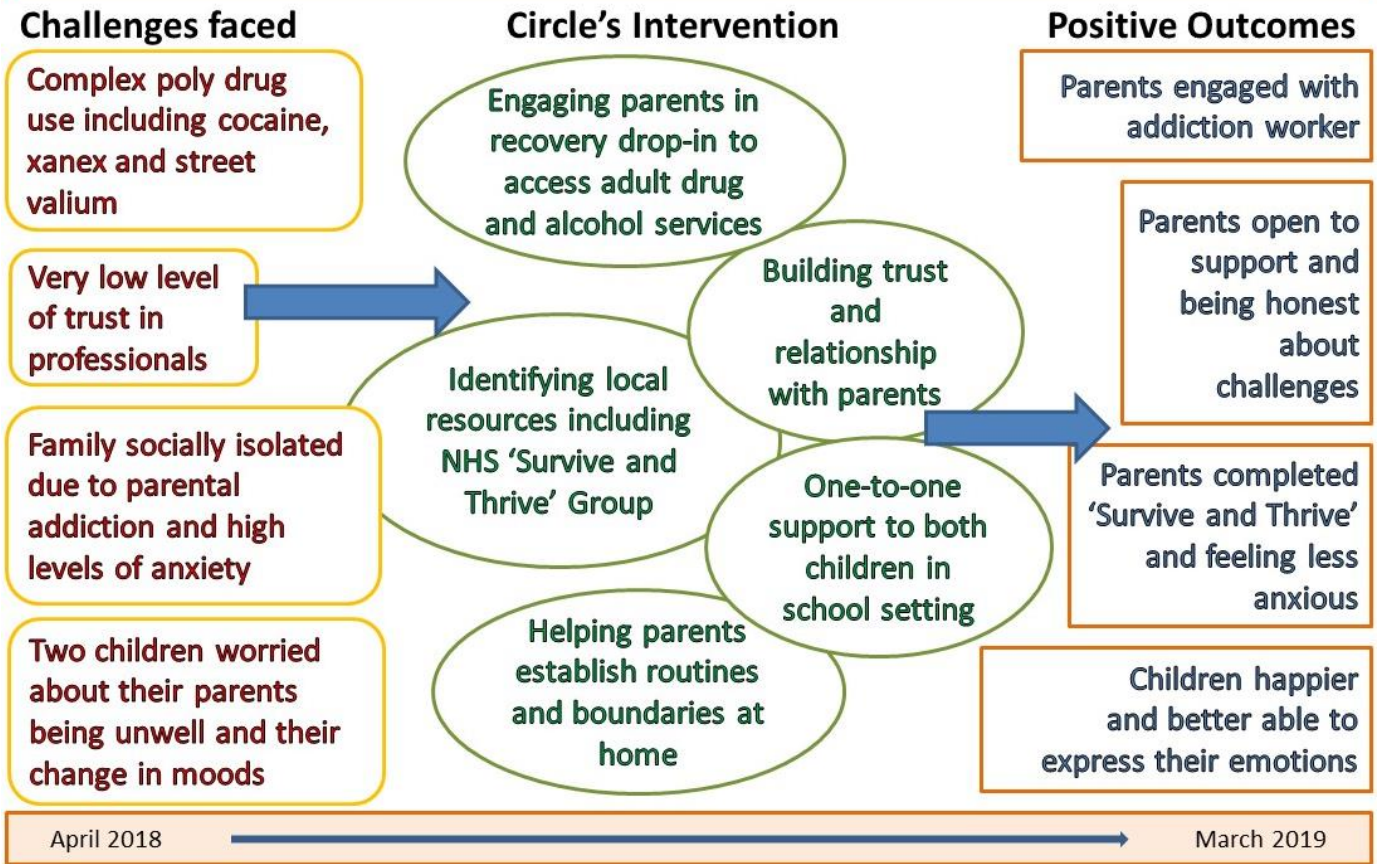 Challenges faced
Complex poly drug
use including cocaine,
xanex and street
valium
Very low level
of trust in
professionals
Family socially isolated
due to parental
addiction and high
levels of anxiety
Two children worried
about their parents
being unwell and their
change in moods
Circle’s Intervention
Engaging parents in
recovery drop-in to
access adult drug
and alcohol services
Building trust
and
relationship
with parents
Identifying local
resources including
NHS ‘Survive and
Thrive’ Group
One-to-one
support to both
children in
school setting
Helping parents
establish routines
and boundaries at
home
Positive Outcomes
Parents engaged with
addiction worker
Parents open to
support and
being honest
about
challenges
Parents completed
‘Survive and Thrive’
and feeling less
anxious
Children happier
and better able to
express their emotions
April 2018
March 2019